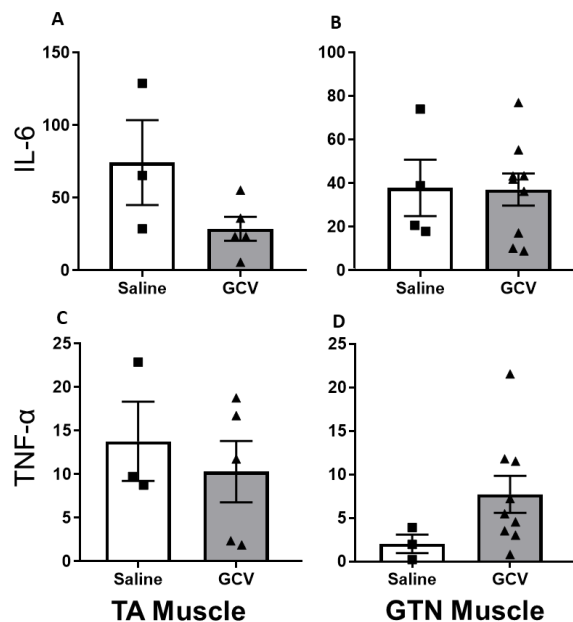 A
B
IL-6
150
100
50
0
100
80
60
40
20
0
Saline
GCV
Saline
GCV
C
D
TNF-α
25
20
15
10
5
0
25
20
15
10
5
0
Saline
GCV
Saline
GCV
TA Muscle
GTN Muscle